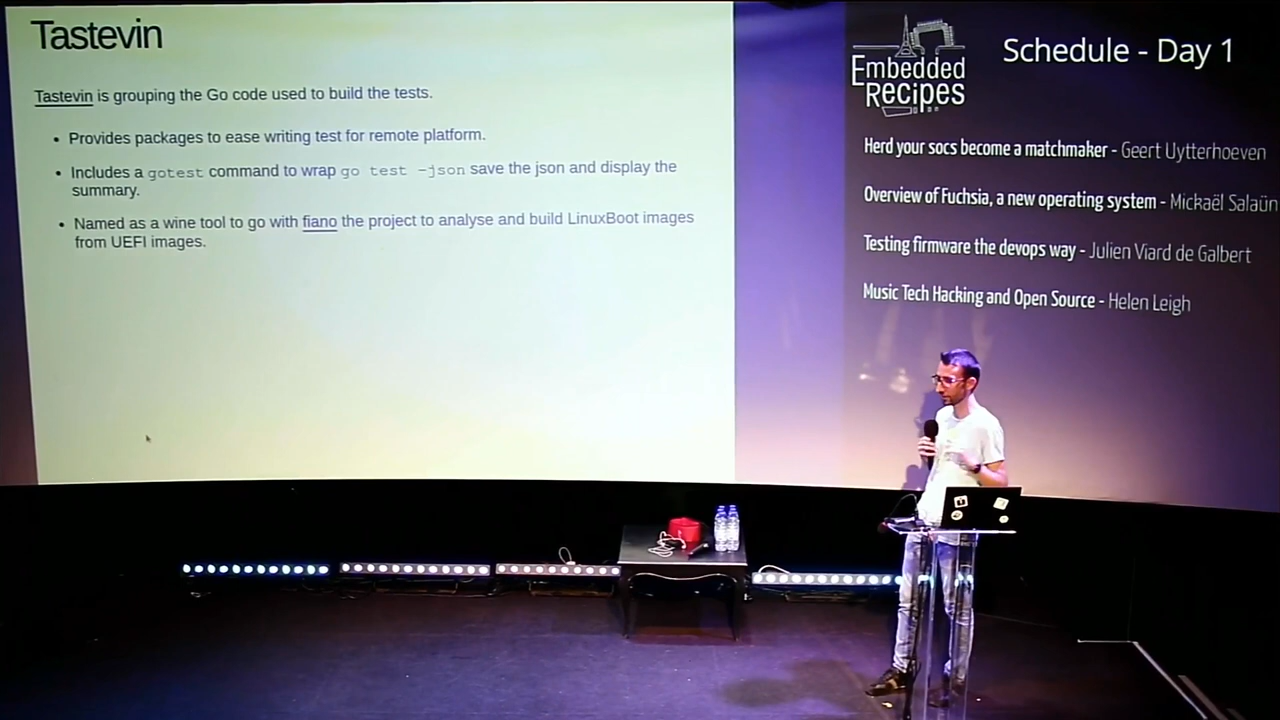 Tastevin
Tastevin is grouping the Go code used to build the tests.
• Provides packages to ease writing test for remote platform.
• Includes a gotest command to wrap go test -json save the json and display the
summary.
• Named as a wine tool to go with fiano the project to analyse and build LinuxBoot images
from UEFI images.
Embedded
Recipes
Schedule - Day 1
Herd your socs become a matchmaker - Geert Uytterhoeven
Overview of Fuchsia, a new operating system - Mickaël Salaün
Testing firmware the devops way - Julien Viard de Galbert
Music Tech Hacking and Open Source - Helen Leigh